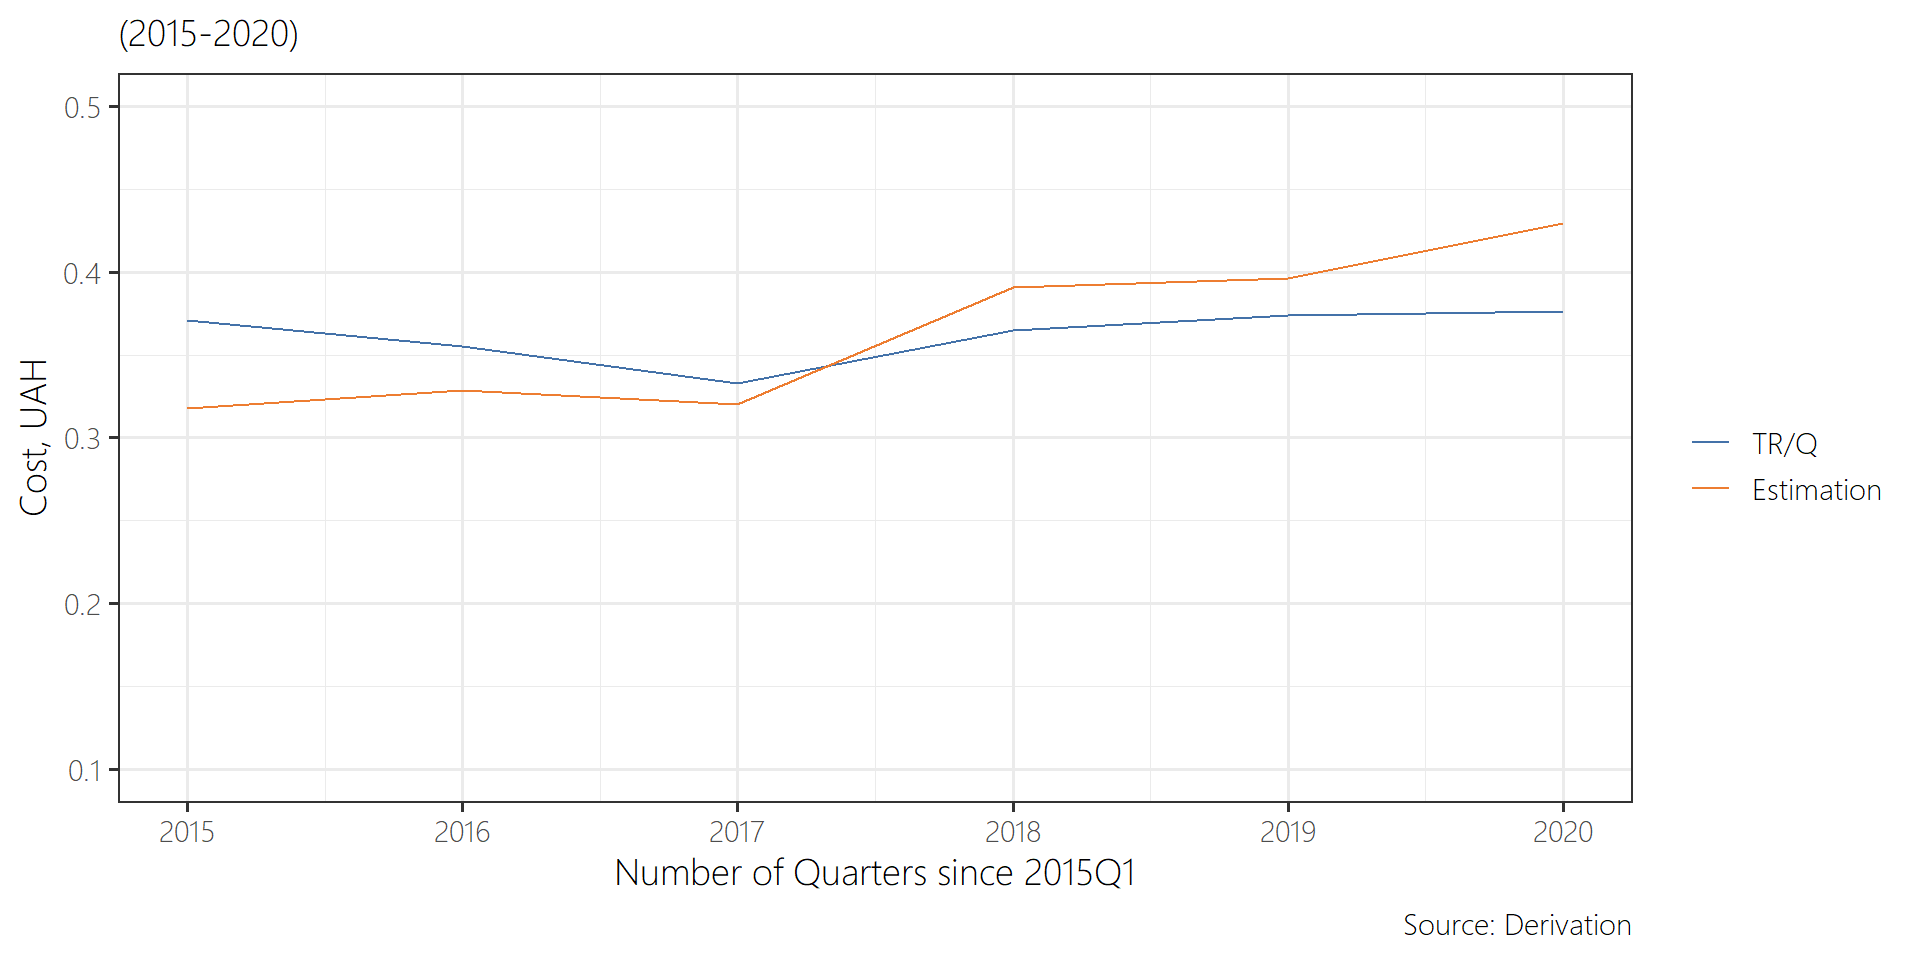 (2015-2020)
0.5
0.4
0.3
0.2
0.1
Cost, UAH
2015 2016 2017 2018 2019 2020
Number of Quarters since 2015Q1
TR/Q
Estimation
Source: Derivation